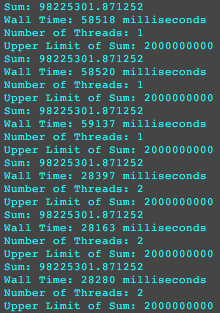 Sum: 98225301.871252
Wall Time: 58518 milliseconds
Number of Threads: 1
Upper Limit of Sum: 2000000000
Sum: 98225301.871252
Wall Time: 58520 milliseconds
Number of Threads: 1
Upper Limit of Sum: 2000000000
Sum: 98225301.871252
Wall Time: 59137 milliseconds
Number of Threads: 1
Upper Limit of Sum: 2000000000
Sum: 98225301.871252
Wall Time: 28397 milliseconds
Number of Threads: 2
Upper Limit of Sum: 2000000000
Sum: 98225301.871252
Wall Time: 28163 milliseconds
Number of Threads: 2
Upper Limit of Sum: 2000000000
Sum: 98225301.871252
Wall Time: 28280 milliseconds
Number of Threads: 2
Upper Limit of Sum: 2000000000